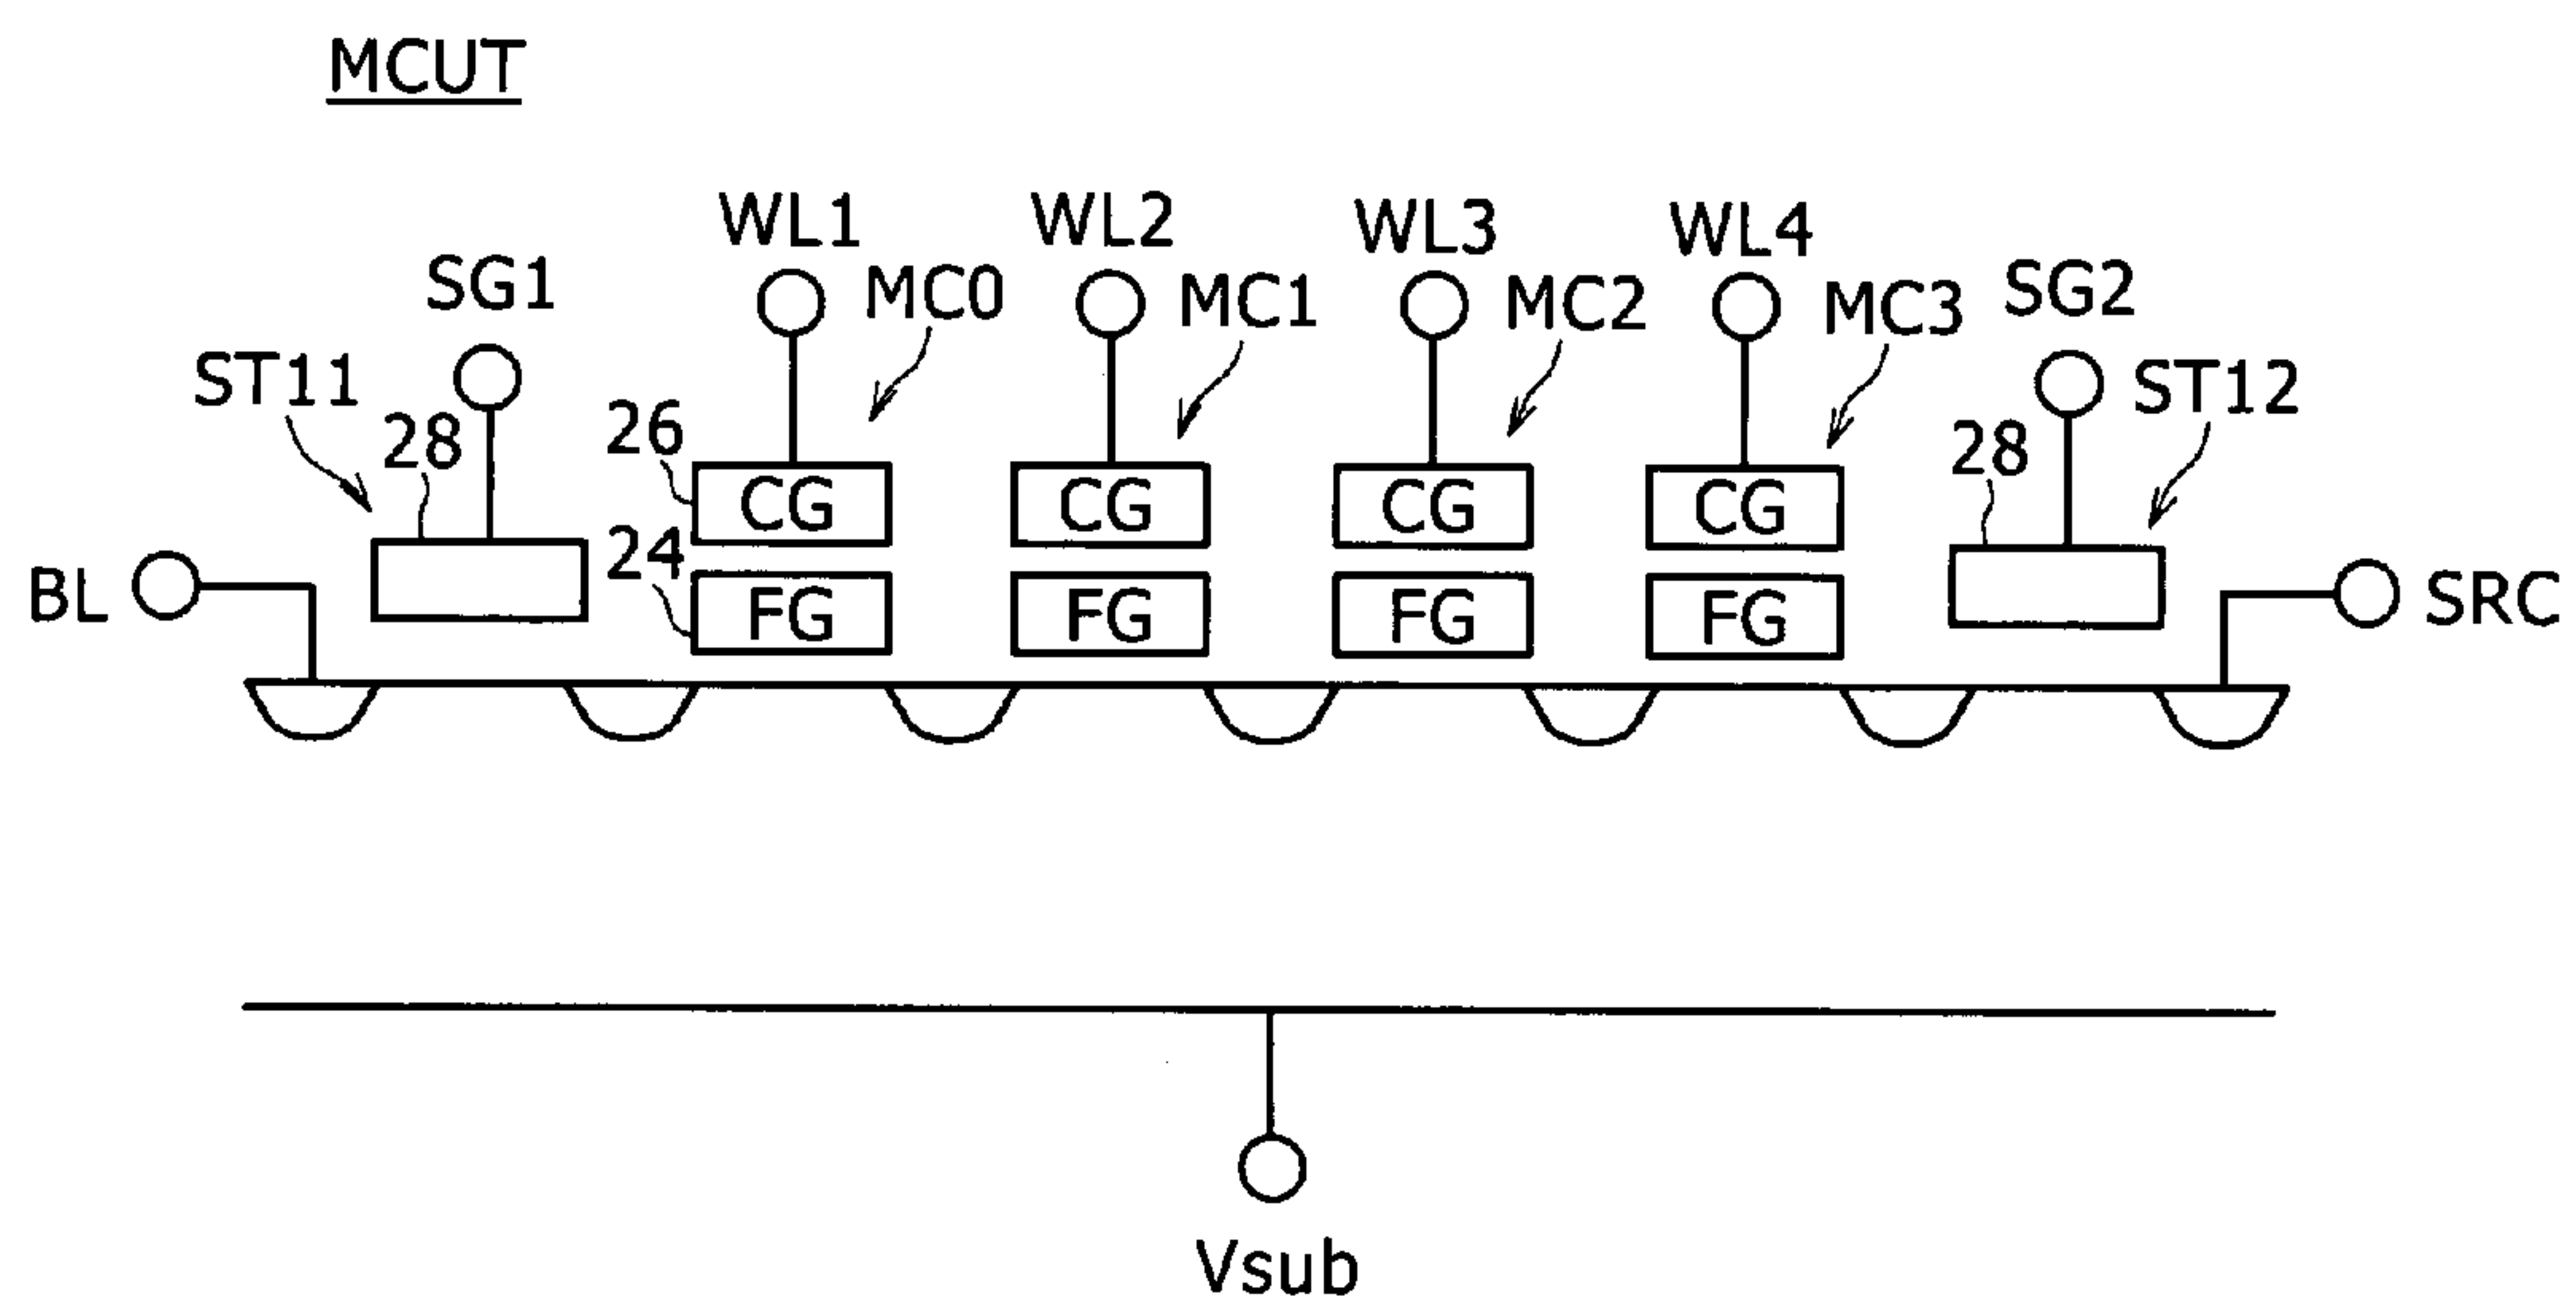 MCUT
WL1 WL2 WL3 WL4
SG1 MC0 MC1 MC2 MC3 SG2
ST11 28 26 28 ST12
CG CG CG CG
24
BL FG FG FG FG SRC
Vsub